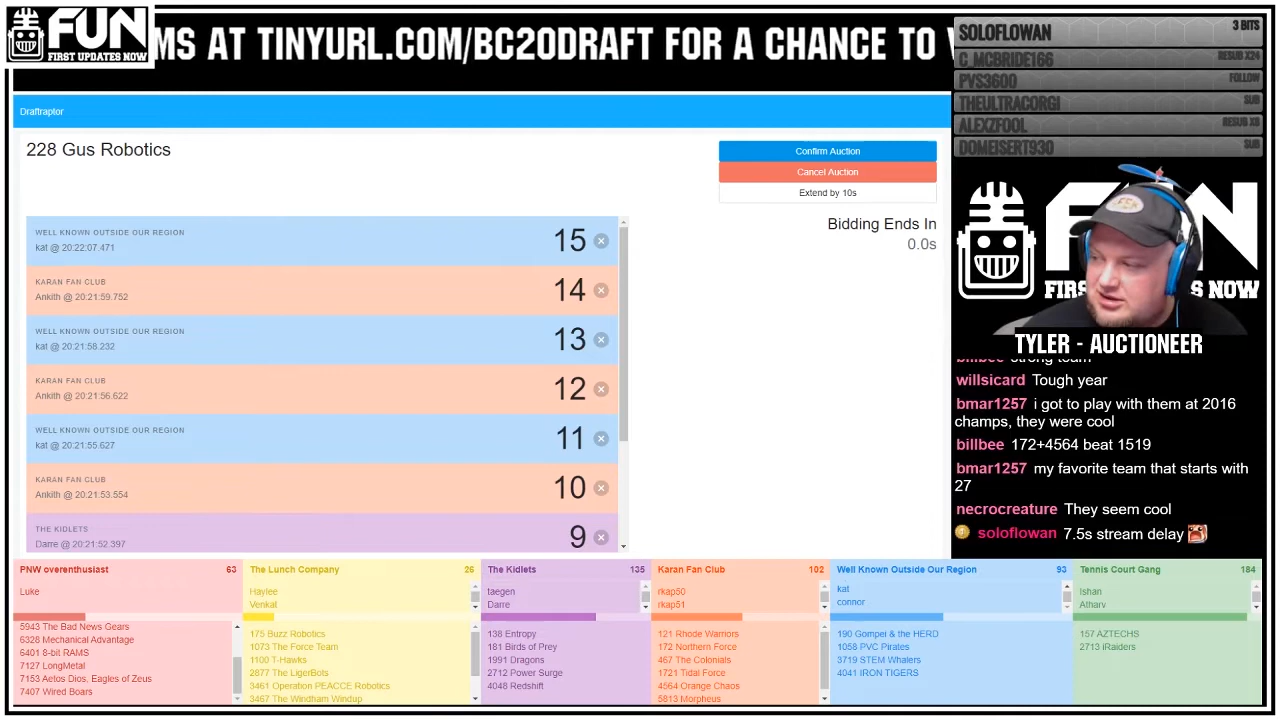 FUN
FIRST UPDATES NOW
MS AT TINYURL.COM/BC20DRAFT FOR A CHANCE TO
SOLOFLOWAN 3 BITS
C_MCBRIDE166 RESUB X24
PVS3600 FOLLOW
THEULTRACORGI SUB
ALEXZFOOL RESUB X8
DOMEISERT930 SUB
Draftraptor
228 Gus Robotics
Confirm Auction
Cancel Auction
Extend by 10s
Bidding Ends In
0.0s
WELL KNOWN OUTSIDE OUR REGION
kat @ 20:22:07.471
15
KARAN FAN CLUB
Ankith @ 20:21:59.752
14
WELL KNOWN OUTSIDE OUR REGION
kat @ 20:21:58.232
13
KARAN FAN CLUB
Ankith @ 20:21:56.622
12
WELL KNOWN OUTSIDE OUR REGION
kat @ 20:21:55.627
11
KARAN FAN CLUB
Ankith @ 20:21:53.554
10
THE KIDLETS
Darre @ 20:21:52.397
9
TYLER - AUCTIONEER
billbee strong team
willsicard Tough year
bmar1257 i got to play with them at 2016
champs, they were cool
billbee 172+4564 beat 1519
bmar1257 my favorite team that starts with
27
necrocreature They seem cool
soloflowan 7.5s stream delay
PNW overenthusiast 63
Luke
5943 The Bad News Gears
6328 Mechanical Advantage
6401 8-bit RAMS
7127 LongMetal
7153 Aetos Dios, Eagles of Zeus
7407 Wired Boars
The Lunch Company 26
Haylee
Venkat
175 Buzz Robotics
1073 The Force Team
1100 T-Hawks
2877 The LigerBots
3461 Operation PEACCE Robotics
3467 The Windham Windup
The Kidlets 135
taegen
Darre
138 Entropy
181 Birds of Prey
1991 Dragons
2712 Power Surge
4048 Redshift
Karan Fan Club 102
rkap50
rkap51
121 Rhode Warriors
172 Northern Force
467 The Colonials
1721 Tidal Force
4564 Orange Chaos
5813 Morpheus
Well Known Outside Our Region 93
kat
connor
190 Gompei & the HERD
1058 PVC Pirates
3719 STEM Whalers
4041 IRON TIGERS
Tennis Court Gang 184
Ishan
Atharv
157 AZTECHS
2713 iRaiders